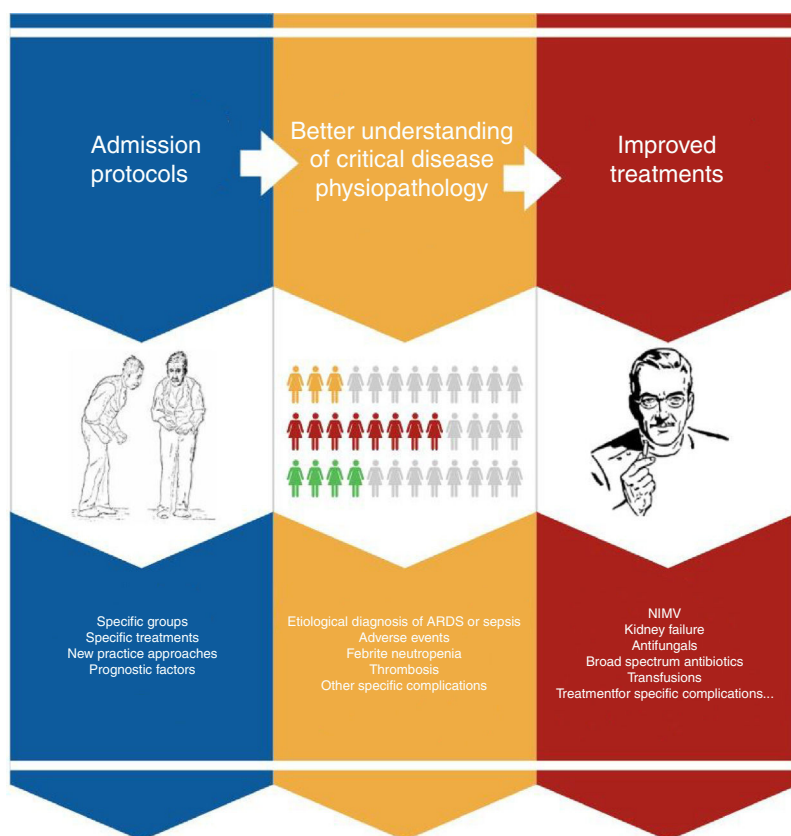 Admission
protocols
Better understanding
of critical disease
physiopathology
Improved
treatments
Specific groups
Specific treatments
New practice approaches
Prognostic factors
Etiological diagnosis of ARDS or sepsis
Adverse events
Febrite neutropenia
Thrombosis
Other specific complications
NIMV
Kidney failure
Antifungals
Broad spectrum antibiotics
Transfusions
Treatmentfor specific complications...